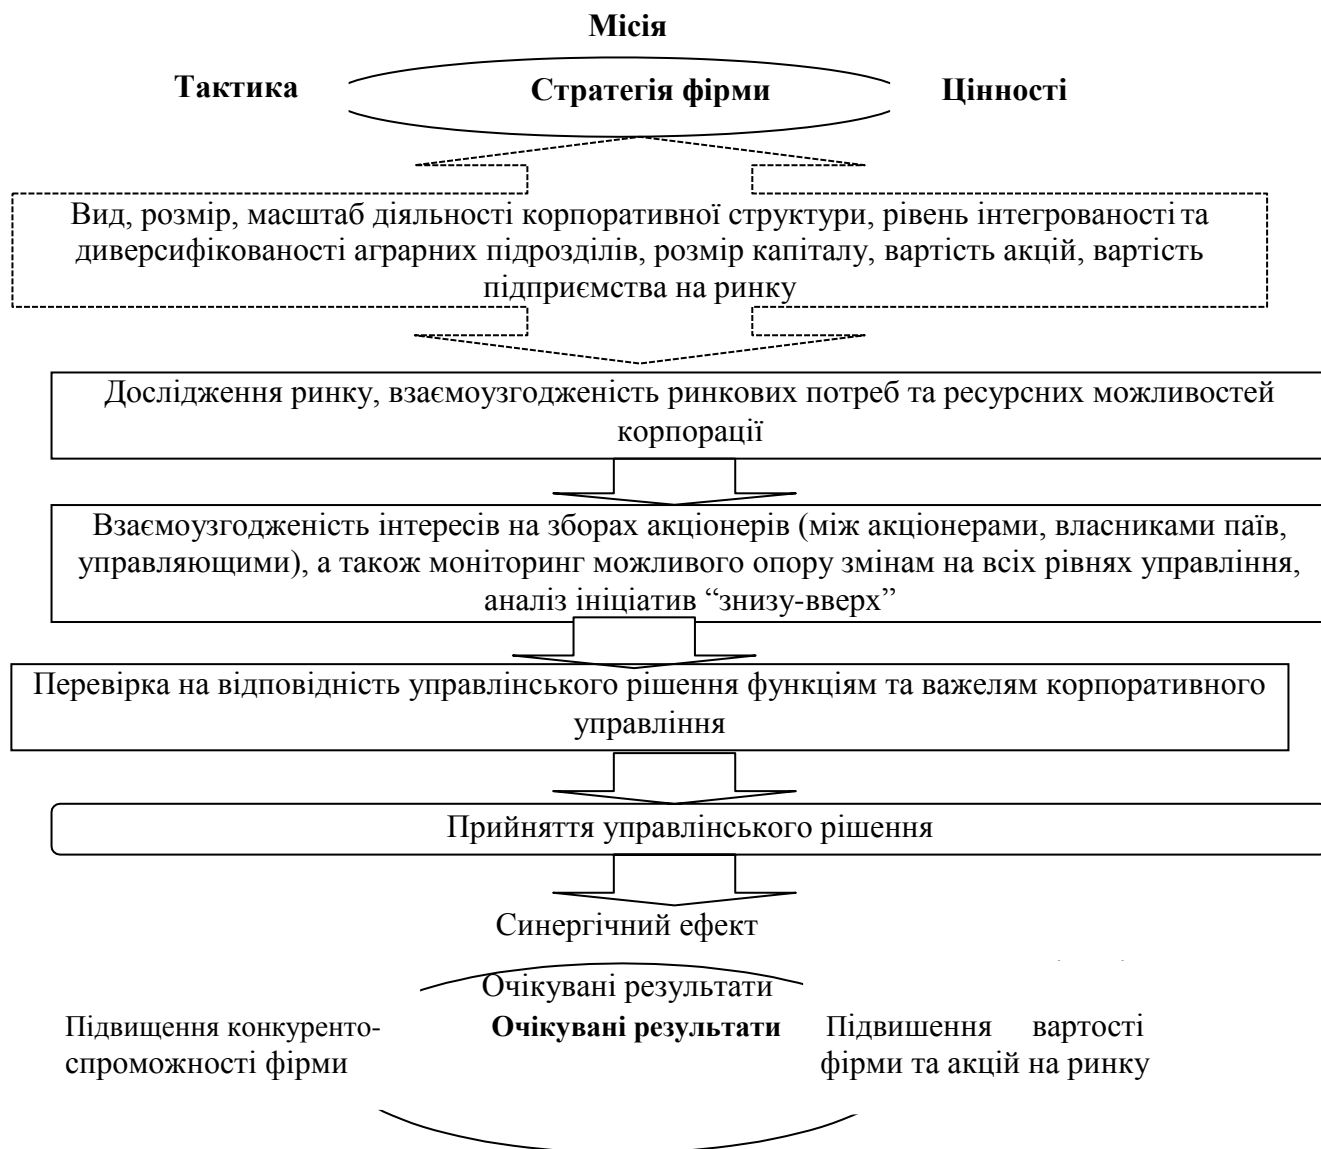 Місія
Тактика Стратегія фірми Цінності
Вид, розмір, масштаб діяльності корпоративної структури, рівень інтегрованості та
диверсифікованості аграрних підрозділів, розмір капіталу, вартість акцій, вартість
підприємства на ринку
Дослідження ринку, взаємоузгодженість ринкових потреб та ресурсних можливостей
корпорації
Взаємоузгодженість інтересів на зборах акціонерів (між акціонерами, власниками паїв,
управляющими), а також моніторинг можливого опору змінам на всіх рівнях управління,
аналіз ініціатив “знизу-вверх”
Перевірка на відповідність управлінського рішення функціям та важелям корпоративного
управління
Прийняття управлінського рішення
Синергічний ефект
Очікувані результати
Підвищення конкуренто-
спроможності фірми
Очікувані результати
Підвишення вартості
фірми та акцій на ринку